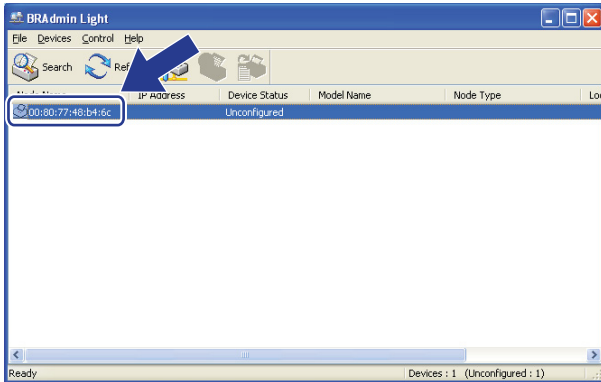 BRAdmin Light
File Devices Control Help
Search
IP Address Device Status Model Name Node Type
00:80:77:48:b4:6c Unconfigured
Ready Devices : 1 (Unconfigured : 1)